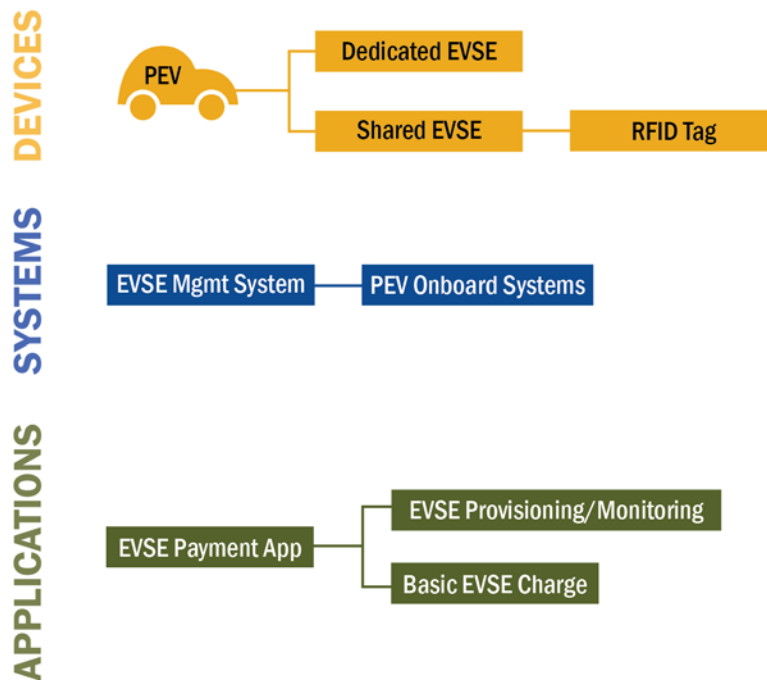 DEVICES
PEV
Dedicated EVSE
Shared EVSE
RFID Tag
SYSTEMS
EVSE Mgmt System
PEV Onboard Systems
APPLICATIONS
EVSE Payment App
EVSE Provisioning/Monitoring
Basic EVSE Charge